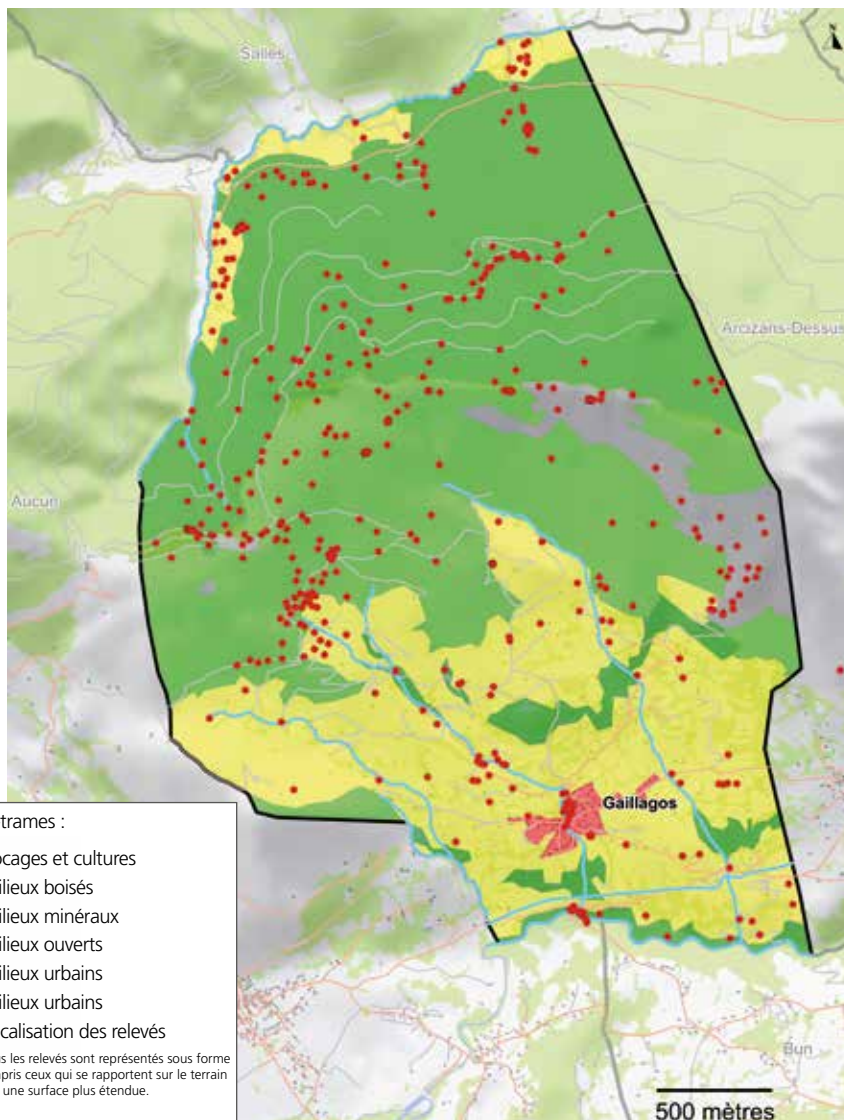 N
Salles
Arcizans-Dessus
Aucun
Gaillagos
trames :
ocages et cultures
ilieux boisés
ilieux minéraux
ilieux ouverts
ilieux urbains
ilieux urbains
calisation des relevés
us les relevés sont représentés sous forme
mpris ceux qui se rapportent sur le terrain
une surface plus étendue.
Bun
500 mètres